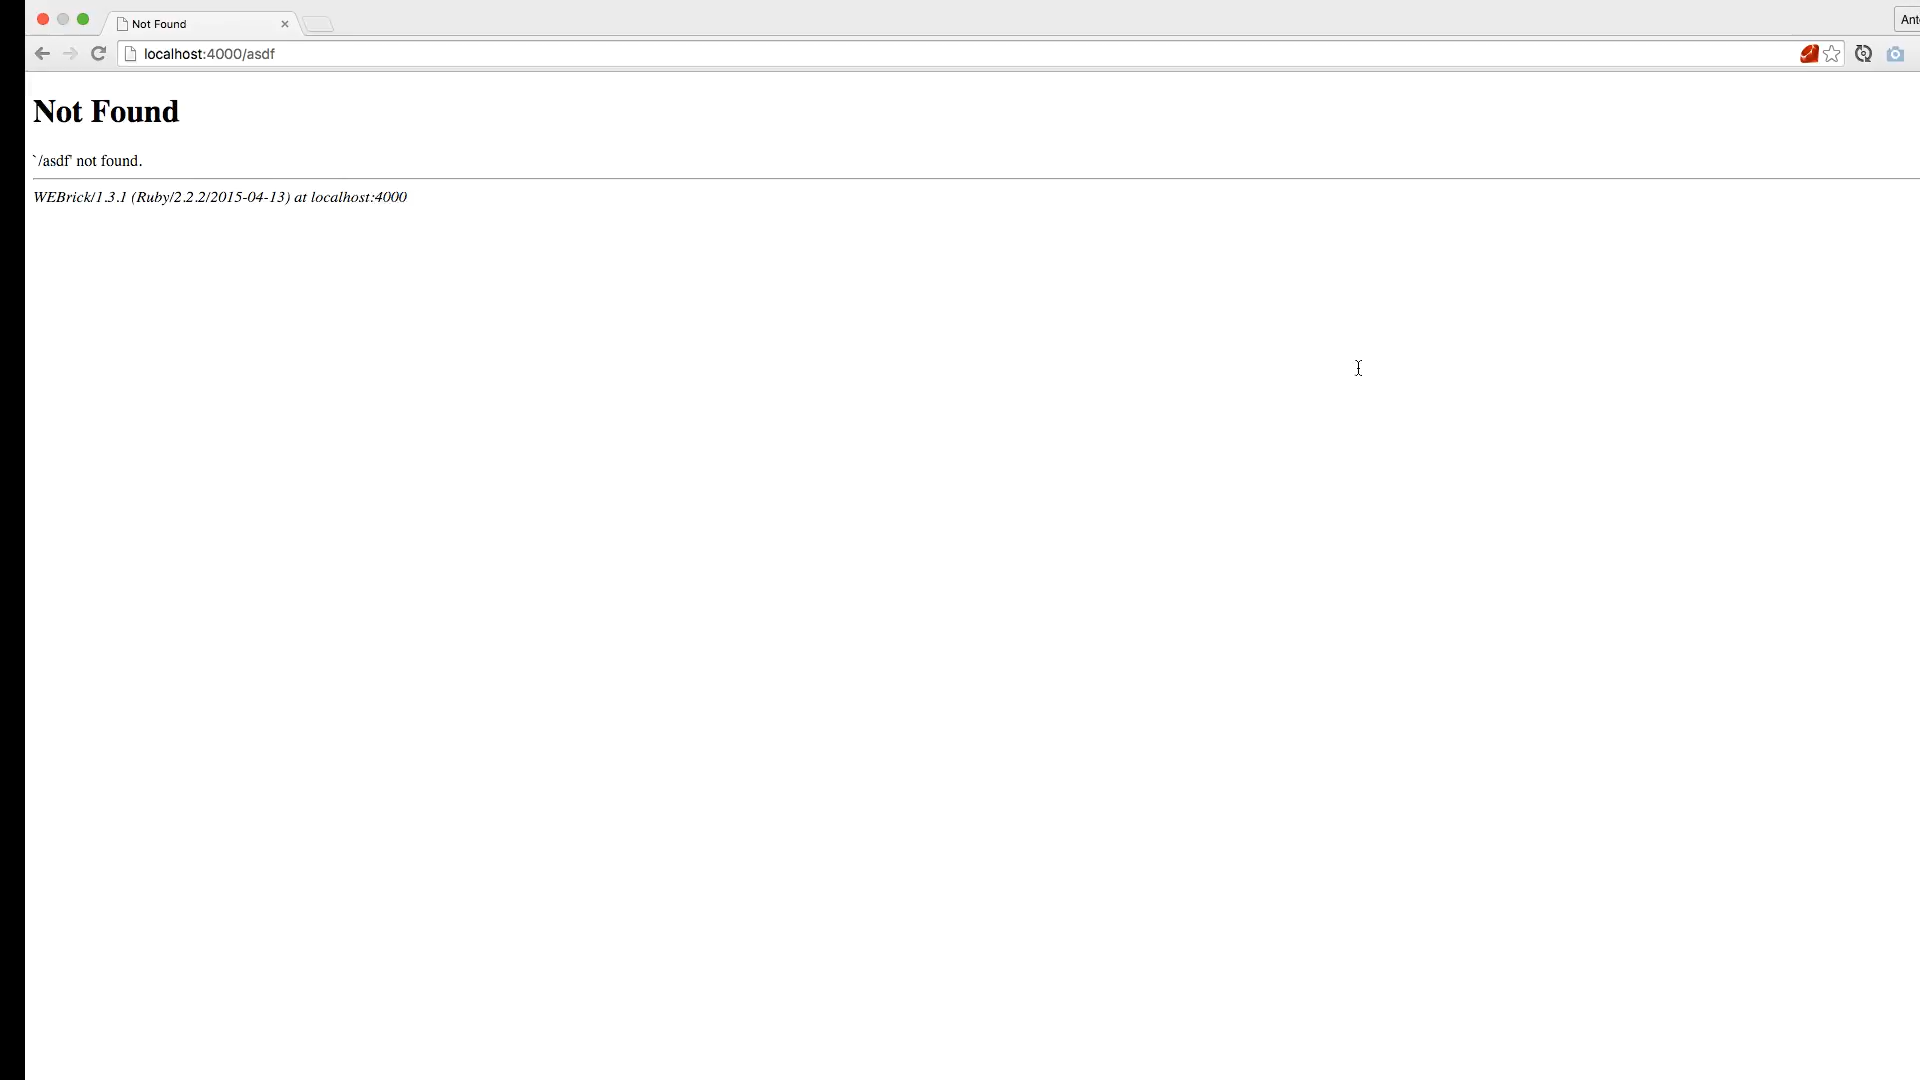 Not Found
Ant
localhost:4000/asdf
Not Found
`/asdf' not found.
WEBrick/1.3.1 (Ruby/2.2.2/2015-04-13) at localhost:4000